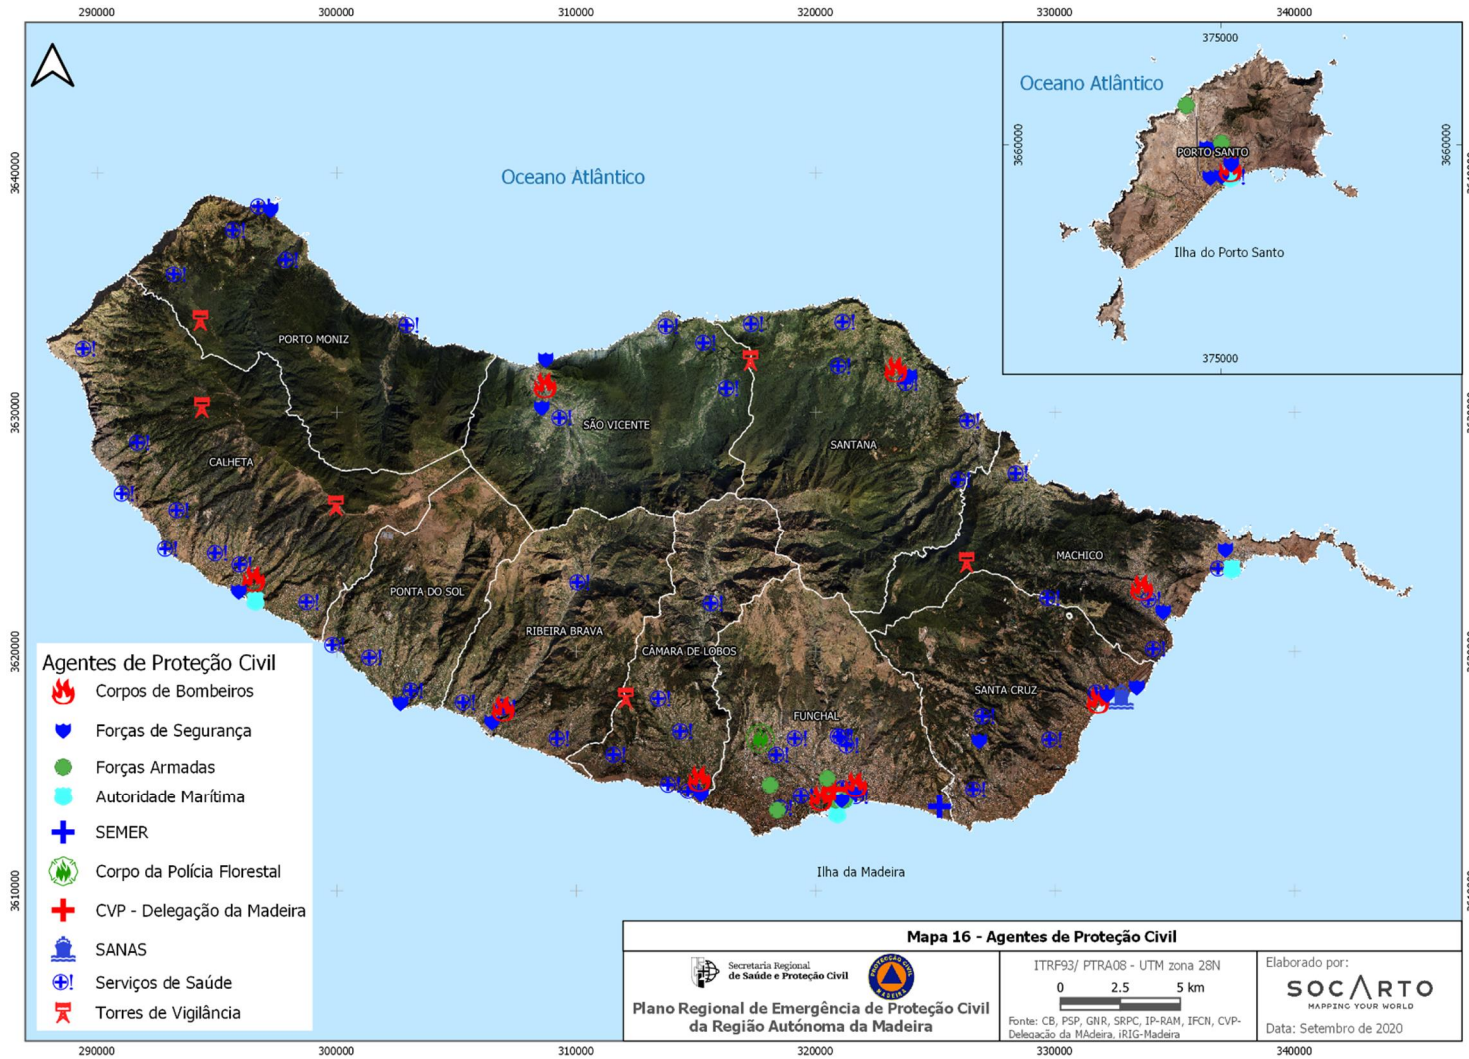 290000
300000
310000
320000
330000
340000
3640000
3630000
3620000
3610000
Oceano Atlântico
375000
Oceano Atlântico
3660000
3660000
PORTO SANTO
Ilha do Porto Santo
375000
PORTO MONIZ
SÃO VICENTE
SANTANA
CALHETA
MACHICO
PONTA DO SOL
RIBEIRA BRAVA
CÂMARA DE LOBOS
SANTA CRUZ
FUNCHAL
Ilha da Madeira
Agentes de Proteção Civil
Corpos de Bombeiros
Forças de Segurança
Forças Armadas
Autoridade Marítima
SEMER
Corpo da Polícia Florestal
CVP - Delegação da Madeira
SANAS
Serviços de Saúde
Torres de Vigilância
Mapa 16 - Agentes de Proteção Civil
Secretaria Regional
de Saúde e Proteção Civil
PROTECÇÃO CIVIL
MADEIRA
Plano Regional de Emergência de Proteção Civil
da Região Autónoma da Madeira
ITRF93/ PTRA08 - UTM zona 28N
0 2.5 5 km
Fonte: CB, PSP, GNR, SRPC, IP-RAM, IFCN, CVP-
Delegação da MAdeira, iRIG-Madeira
Elaborado por:
SOCARTO
MAPPING YOUR WORLD
Data: Setembro de 2020
290000
300000
310000
320000
330000
340000